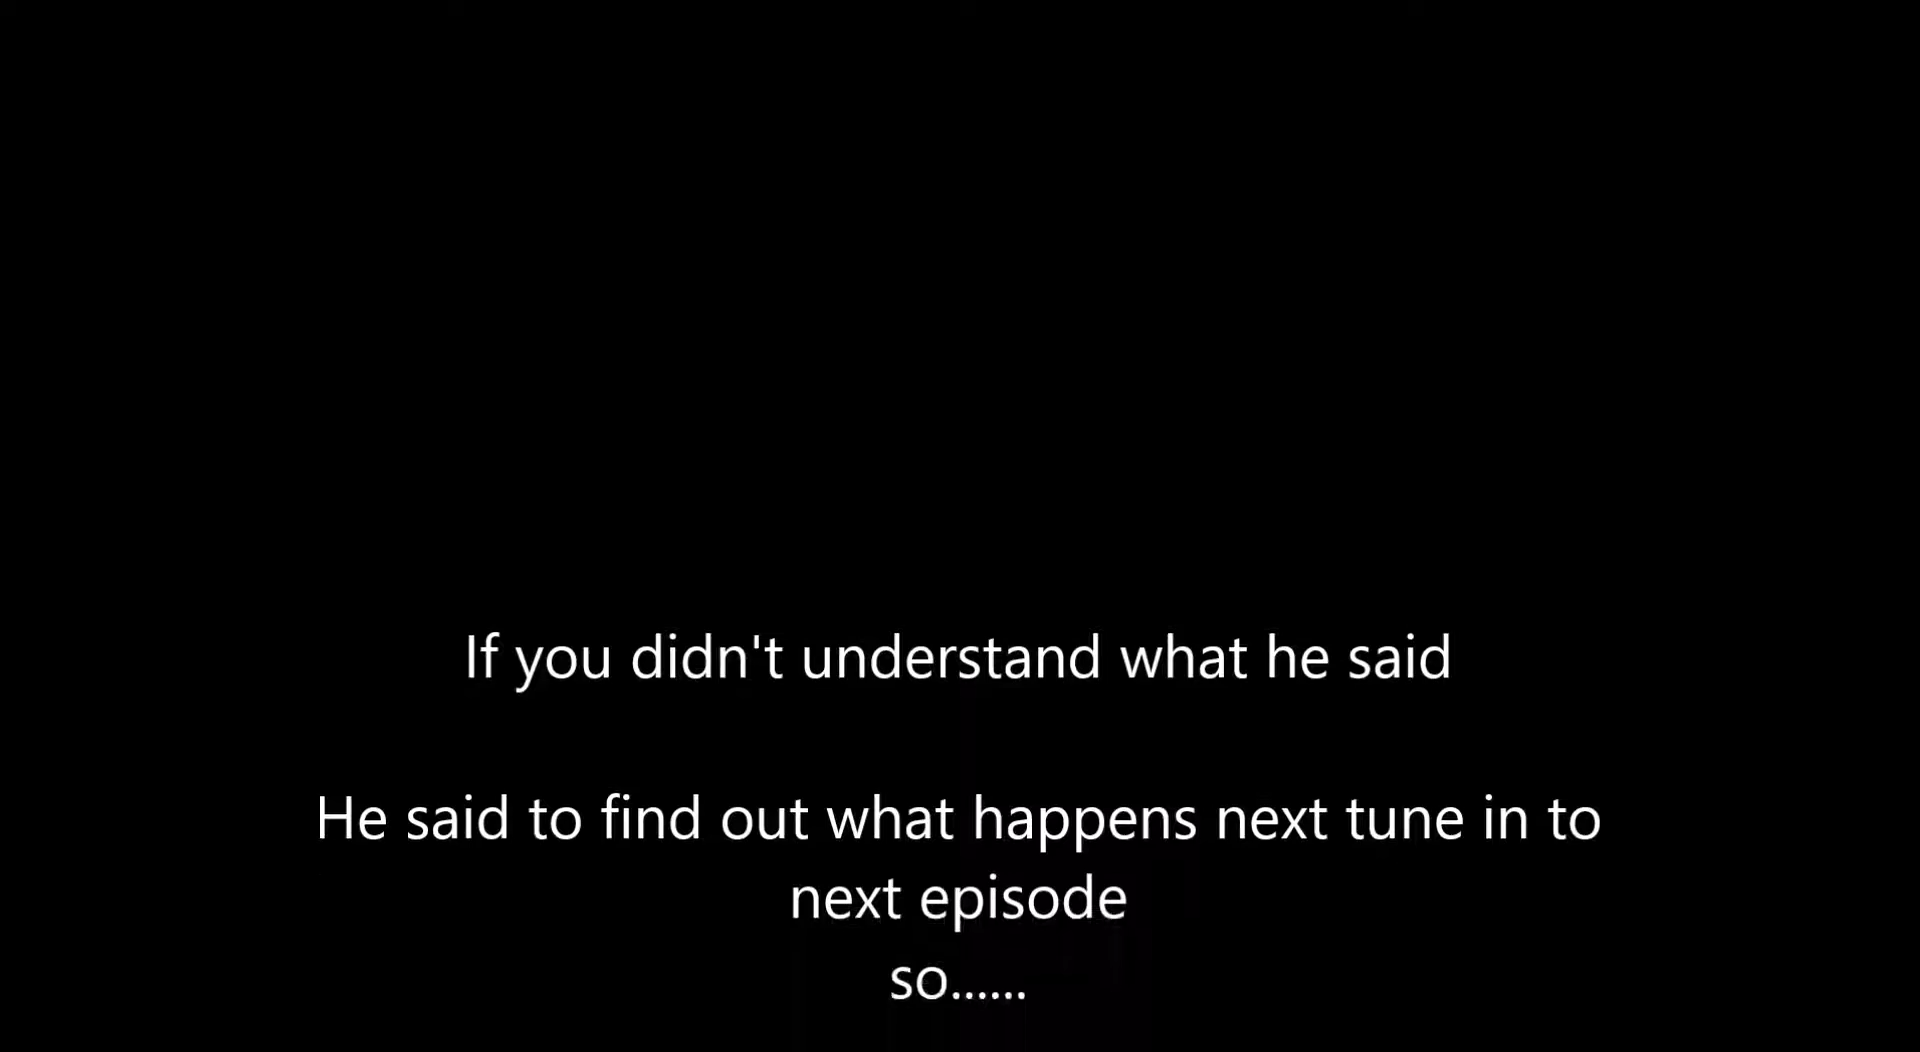 If you didn't understand what he said
He said to find out what happens next tune in to
next episode
so......